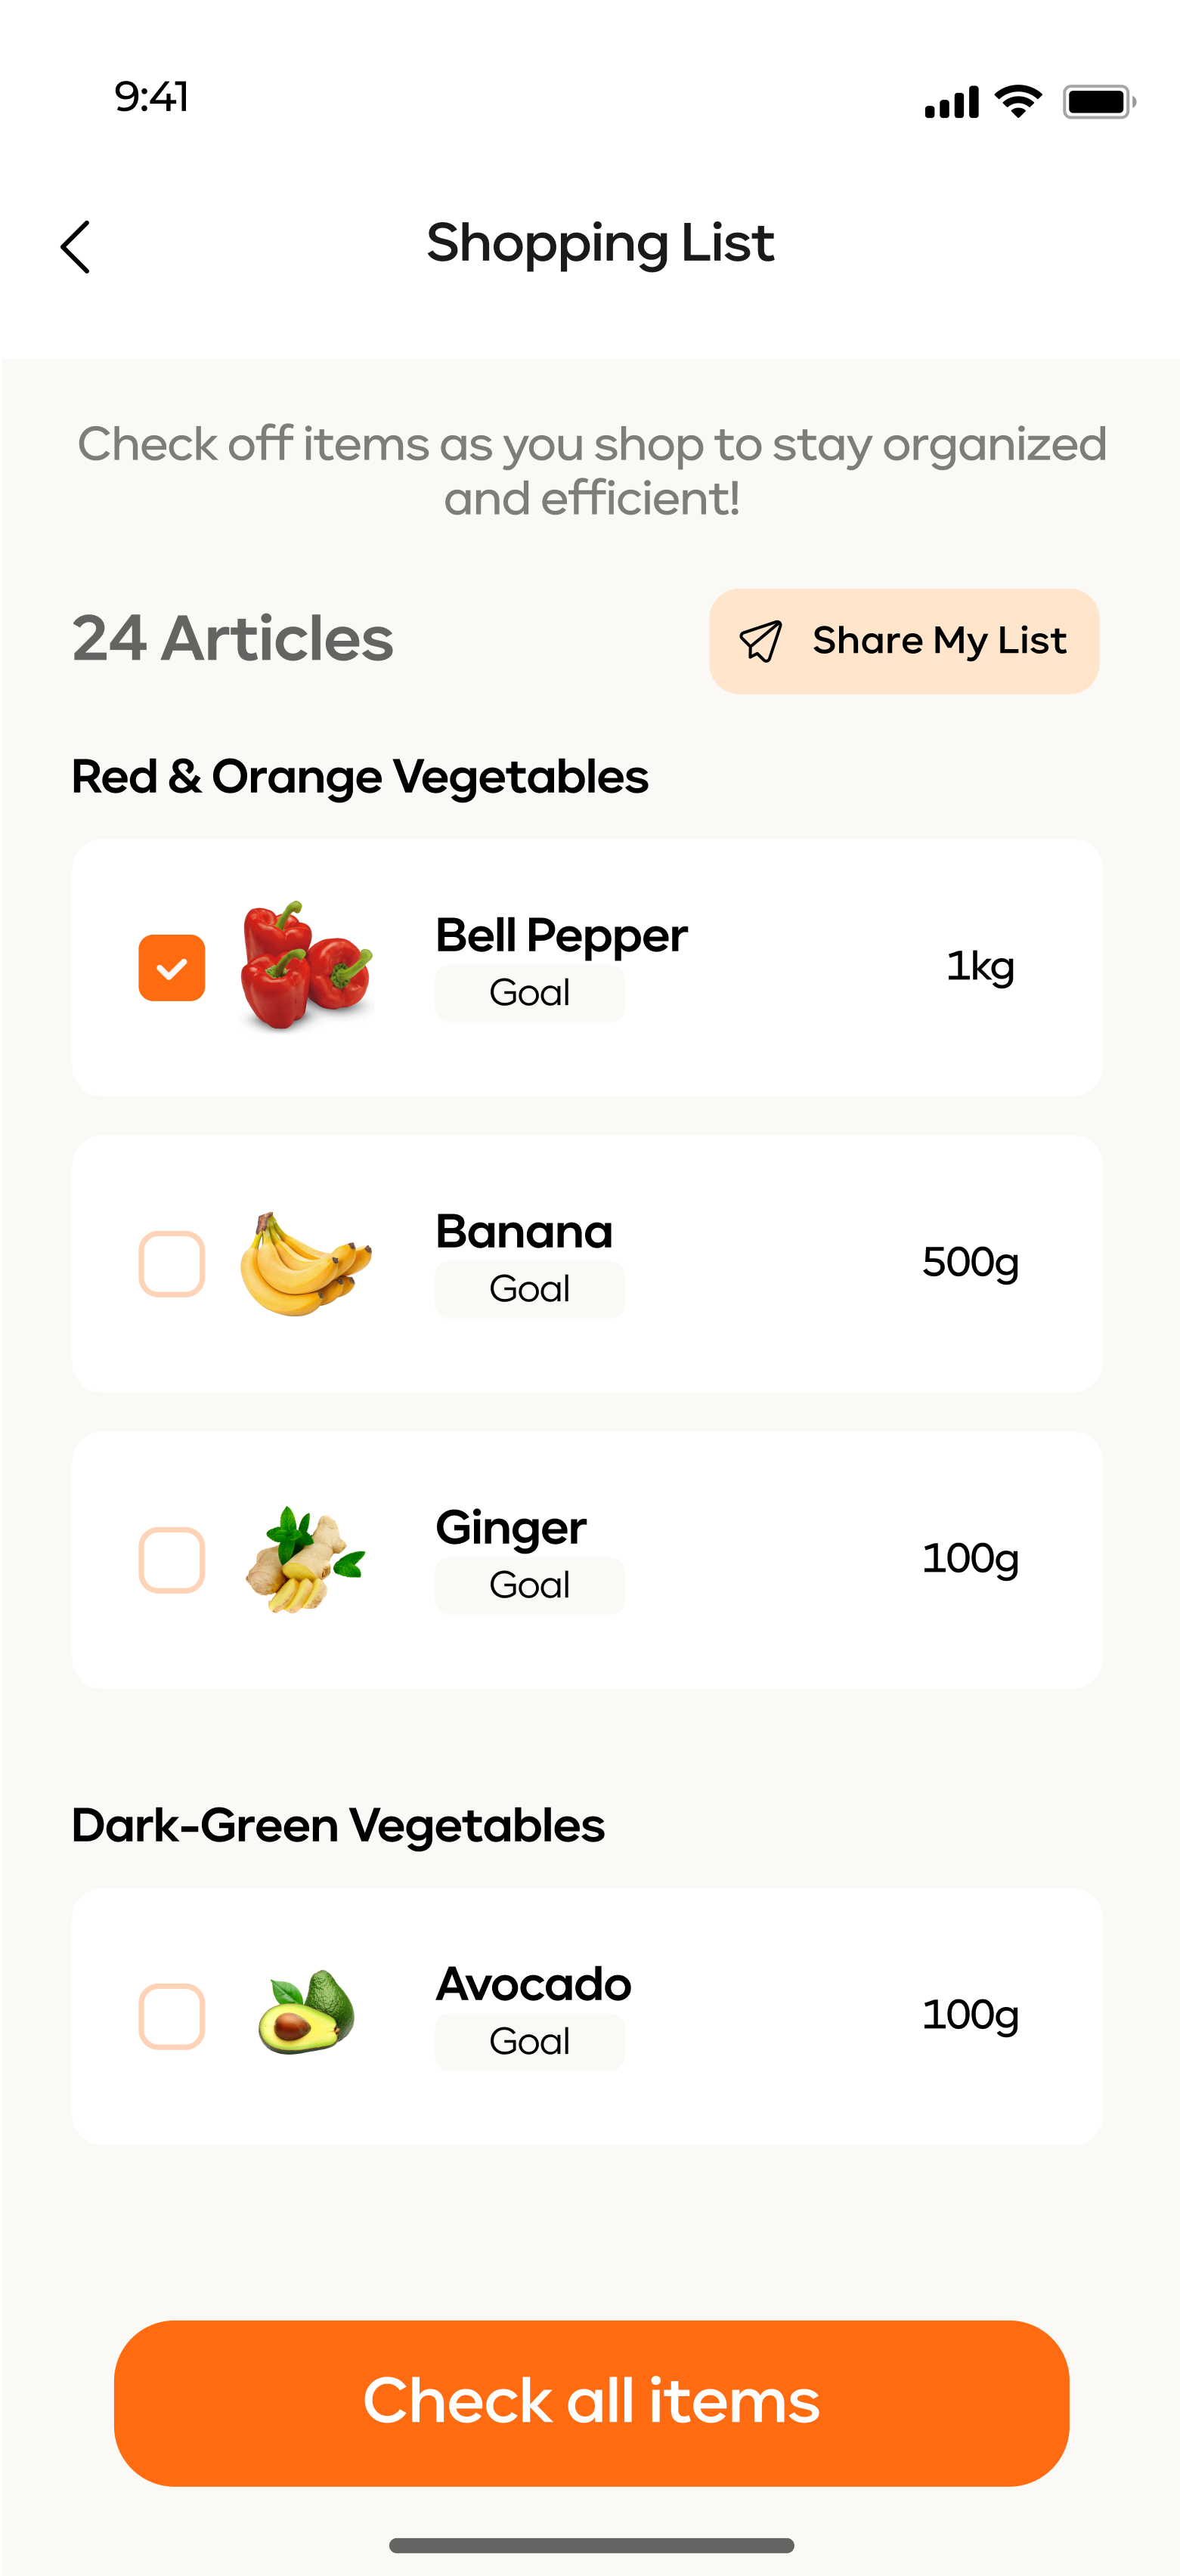 9:41
Shopping List
Check off items as you shop to stay organized
and efficient!
24 Articles
Share My List
Red & Orange Vegetables
Bell Pepper
Goal
1kg
Banana
Goal
500g
Ginger
Goal
100g
Dark-Green Vegetables
Avocado
Goal
100g
Check all items